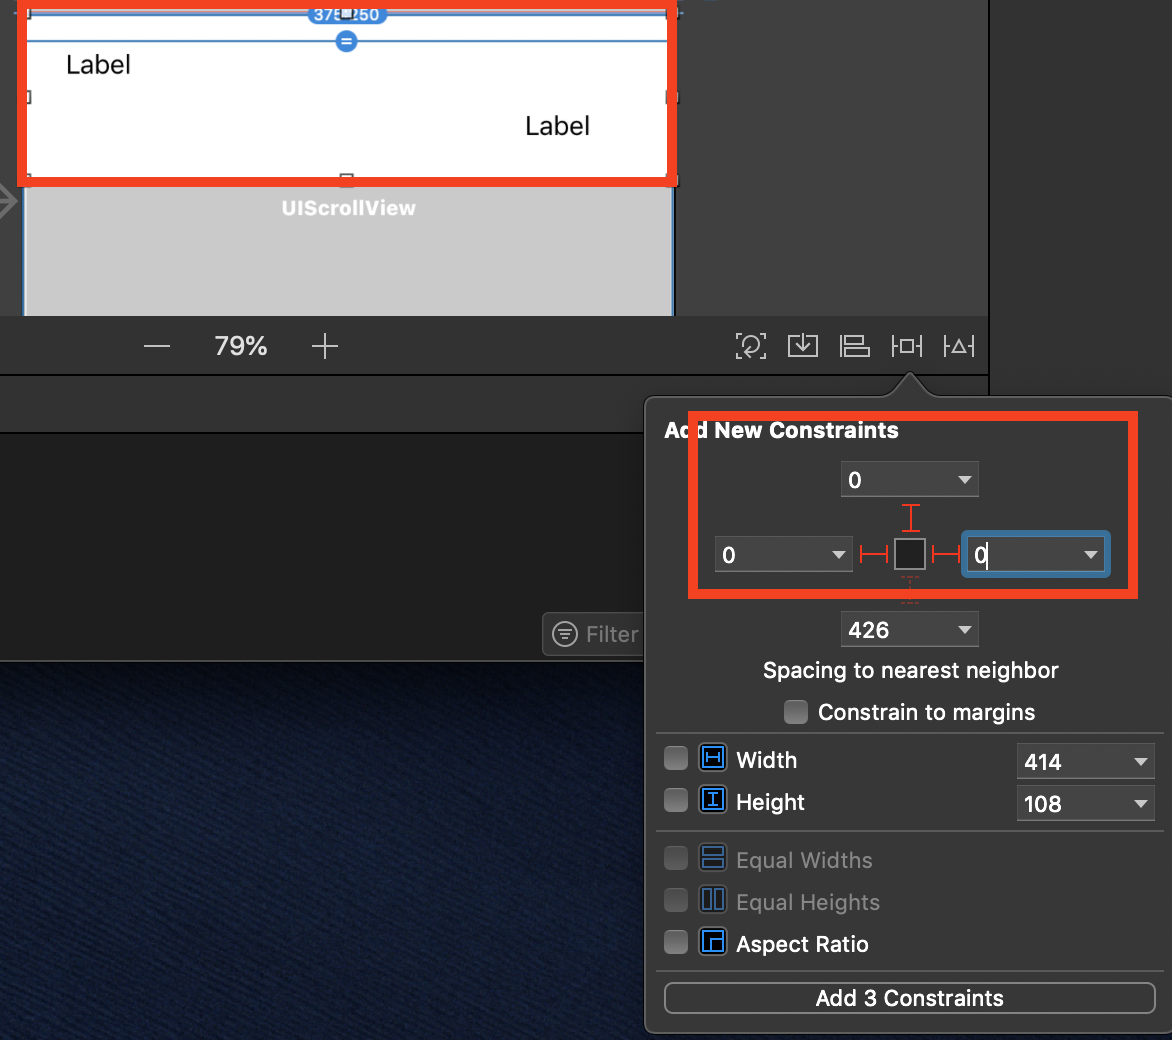 375 250
Label
Label
UIScrollView
79%
Add New Constraints
0
0
0
426
Filter
Spacing to nearest neighbor
Constrain to margins
Width
414
Height
108
Equal Widths
Equal Heights
Aspect Ratio
Add 3 Constraints